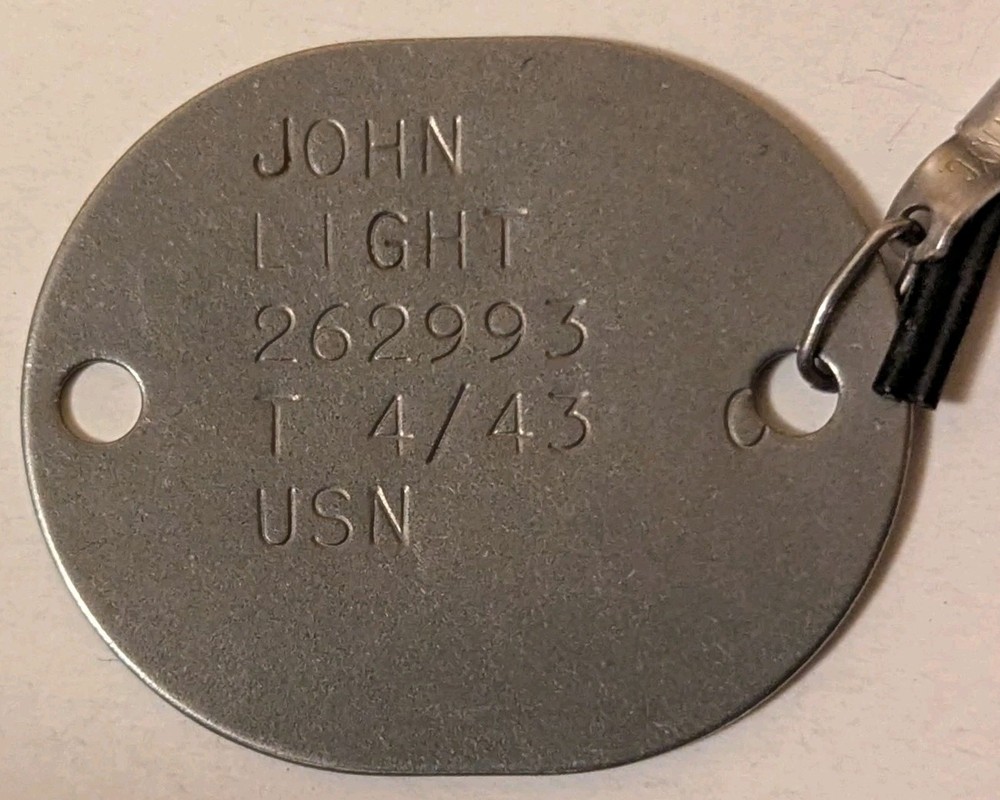 JOHN
LIGHT
262993
T 4/43 C
USN